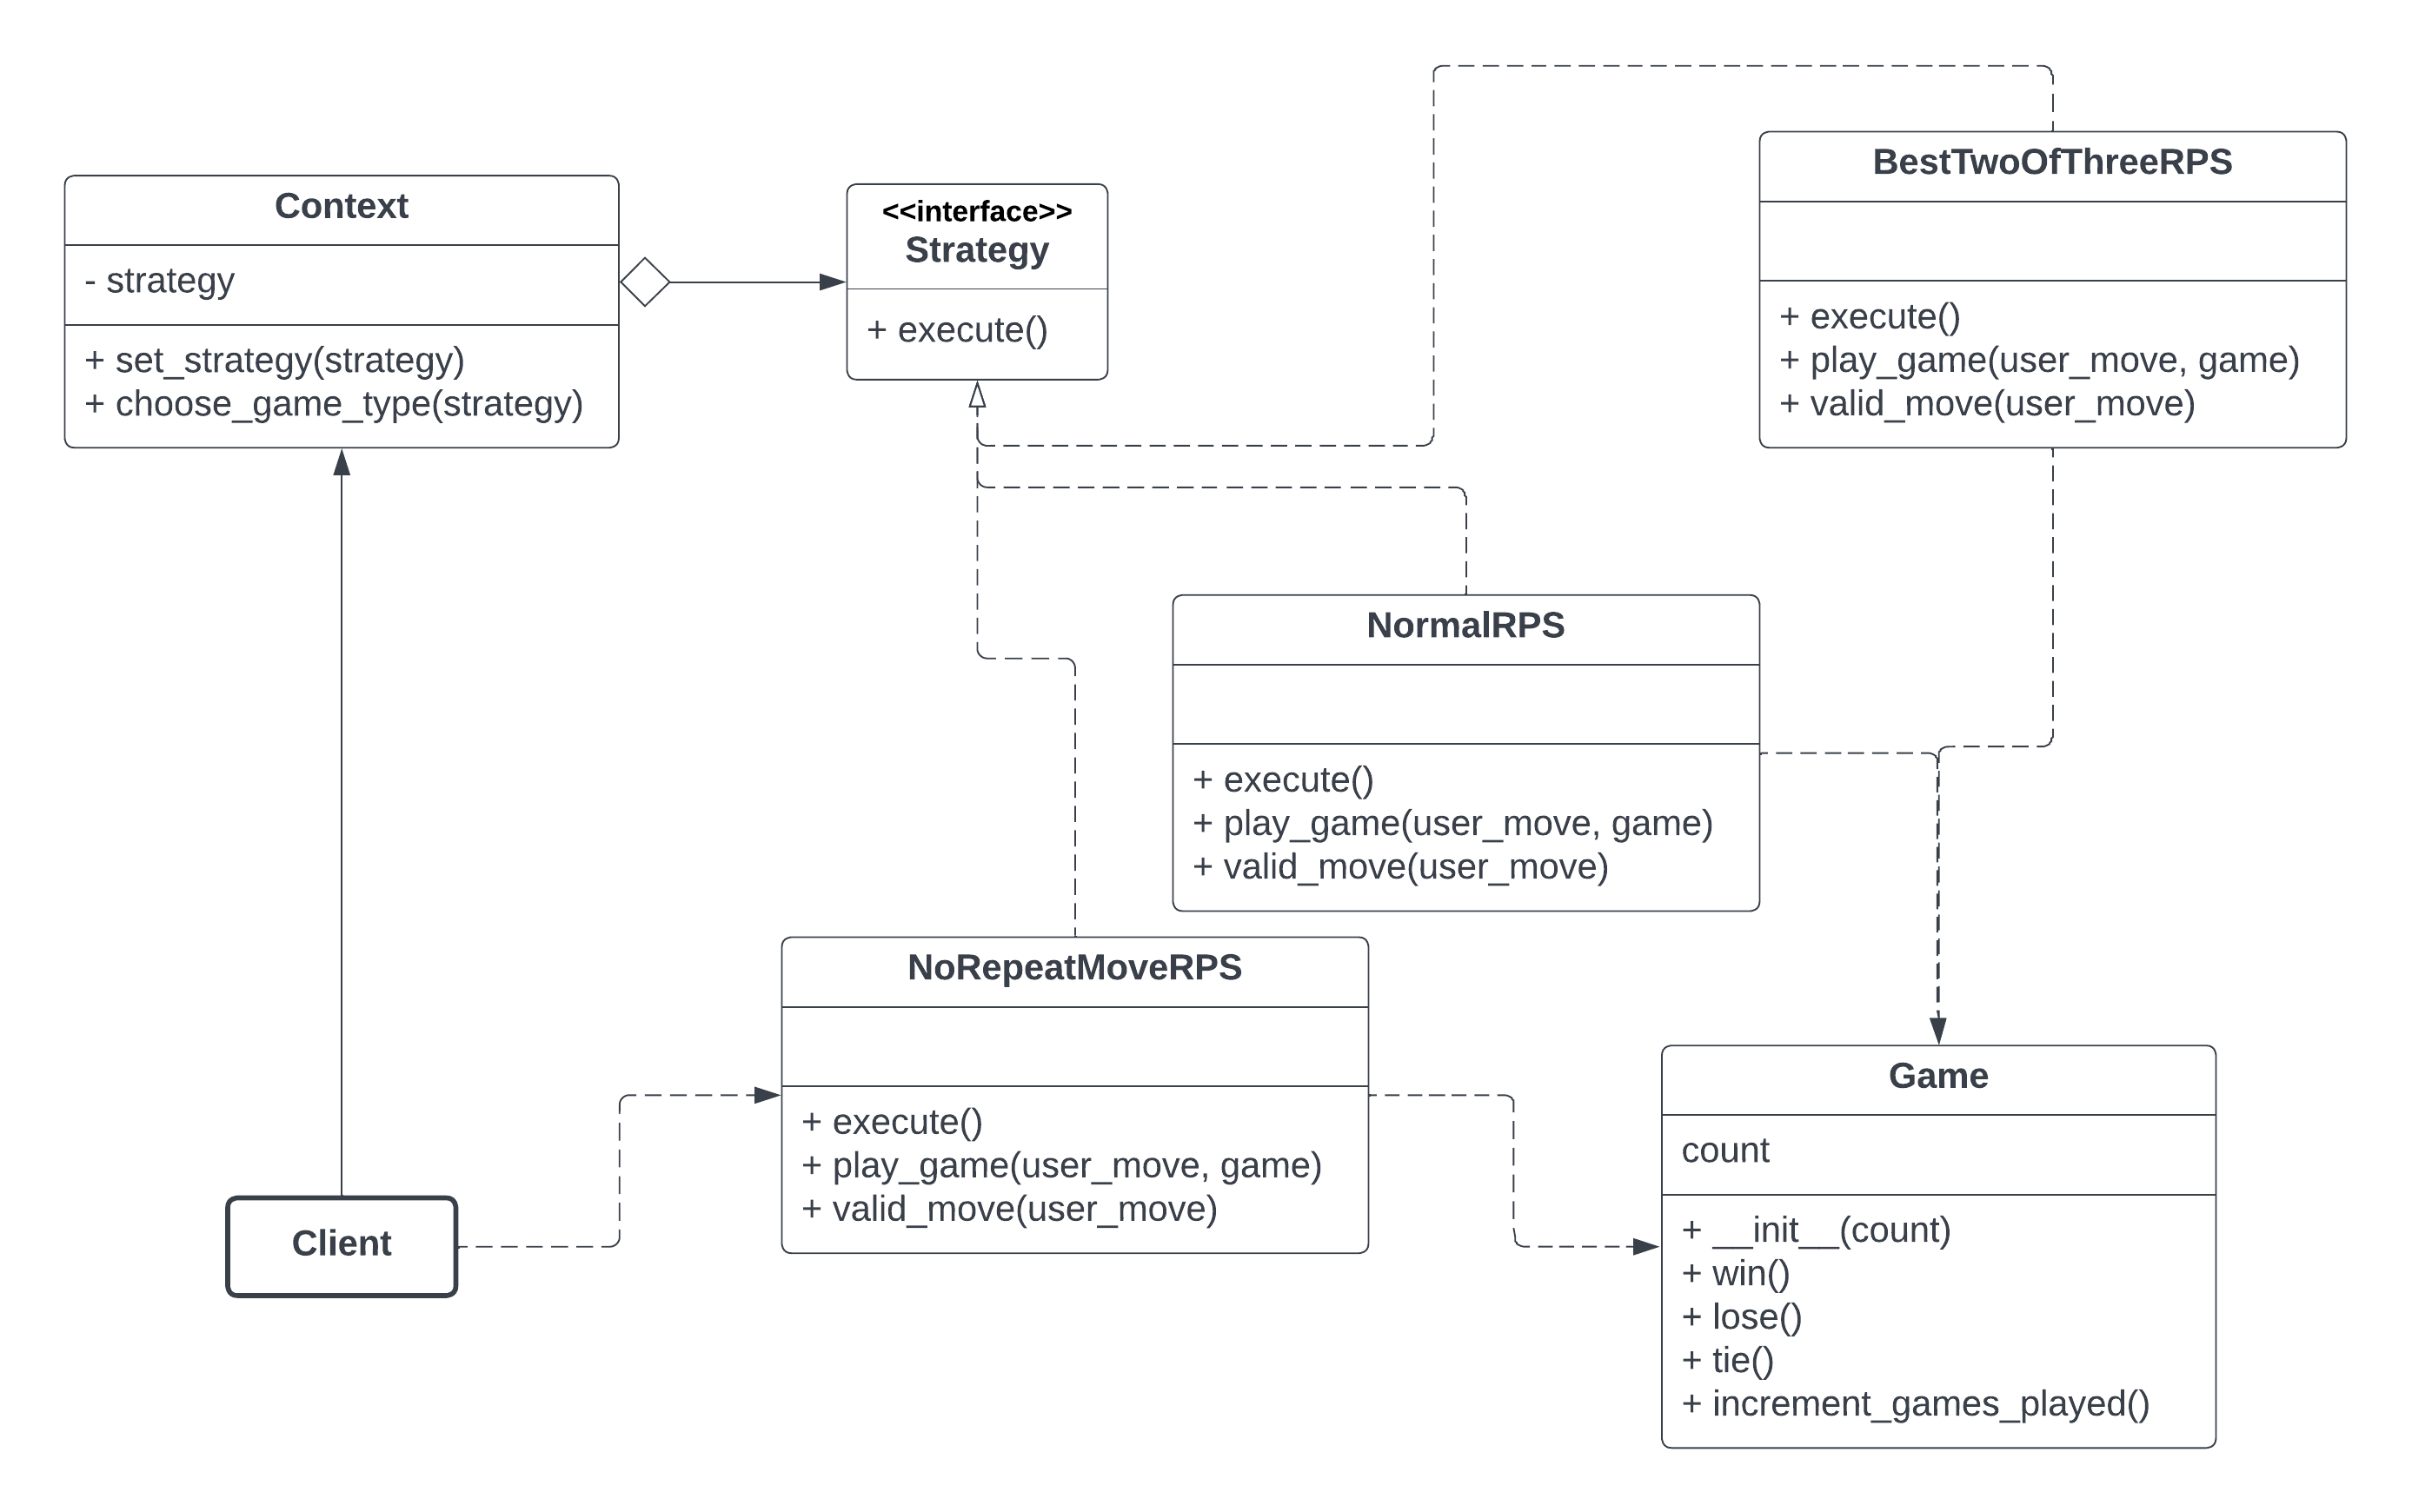 Context
- strategy
+ set_strategy(strategy)
+ choose_game_type(strategy)
<<interface>>
Strategy
+ execute()
BestTwoOfThreeRPS
+ execute()
+ play_game(user_move, game)
+ valid_move(user_move)
NormalRPS
+ execute()
+ play_game(user_move, game)
+ valid_move(user_move)
NoRepeatMoveRPS
+ execute()
+ play_game(user_move, game)
+ valid_move(user_move)
Client
Game
count
+ __init__(count)
+ win()
+ lose()
+ tie()
+ increment_games_played()